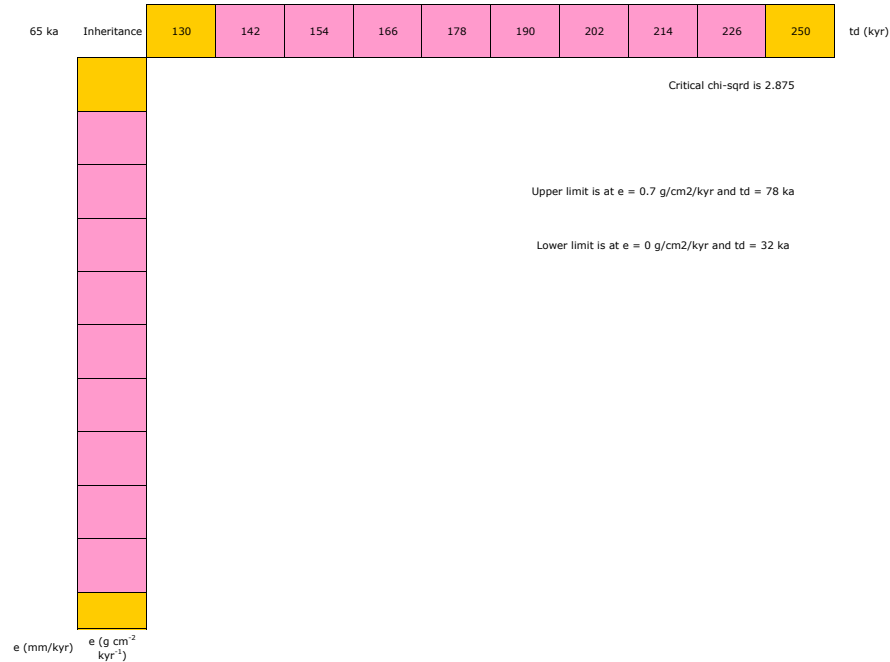 65 ka Inheritance 130 142 154 166 178 190 202 214 226 250 td (kyr)
Critical chi-sqrd is 2.875
Upper limit is at e = 0.7 g/cm2/kyr and td = 78 ka
Lower limit is at e = 0 g/cm2/kyr and td = 32 ka
e (mm/kyr) e (g cm⁻²
kyr⁻¹)